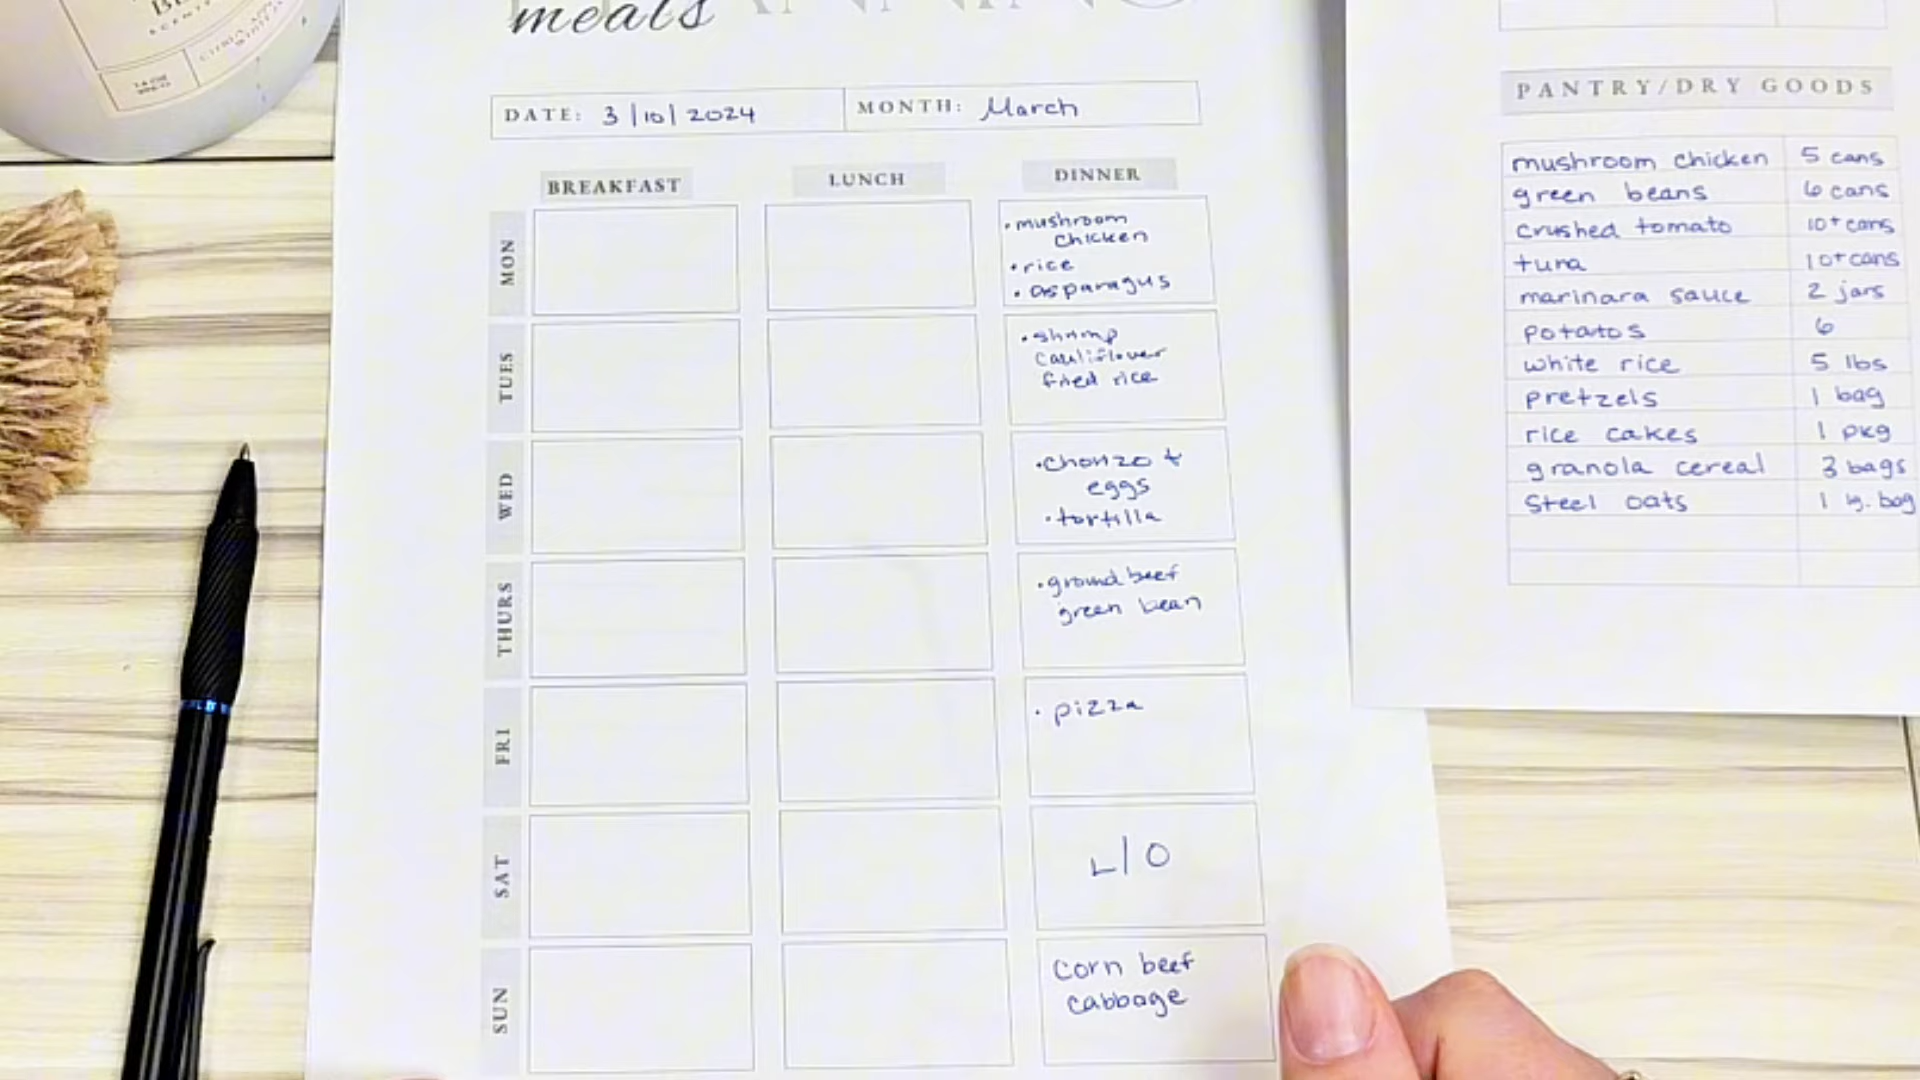 meals
DATE: 3/10/2024
MONTH: March
BREAKFAST
LUNCH
DINNER
MON
• mushroom
chicken
• rice
• asparagus
TUES
• shrimp
cauliflower
fried rice
WED
• chorizo +
eggs
• tortilla
THURS
• ground beef
green bean
FRI
• pizza
SAT
L/O
SUN
corn beef
cabbage
PANTRY/DRY GOODS
mushroom chicken 5 cans
green beans 6 cans
crushed tomato 10+ cans
tuna 10+ cans
marinara sauce 2 jars
potatos 6
white rice 5 lbs
pretzels 1 bag
rice cakes 1 pkg
granola cereal 3 bags
steel oats 1 lg. bag